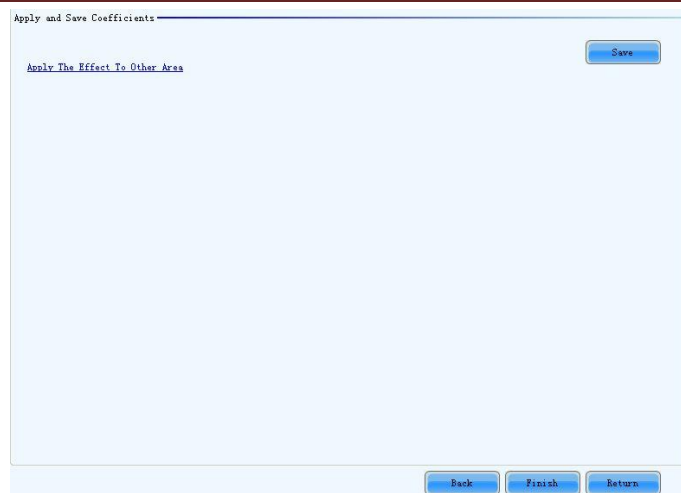 Apply and Save Coefficients
Save
Apply The Effect To Other Area
Back Finish Return